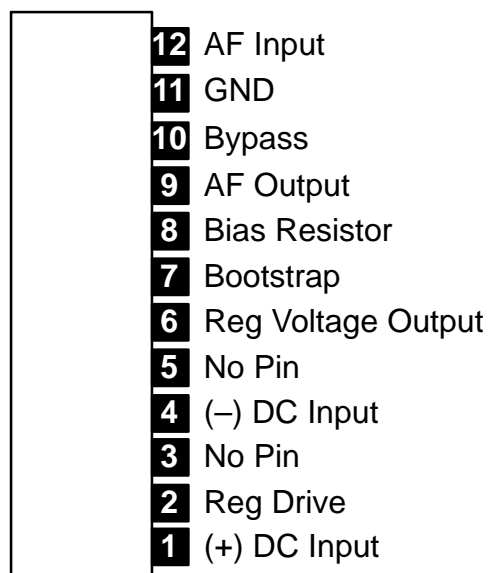 12 AF Input
11 GND
10 Bypass
9 AF Output
8 Bias Resistor
7 Bootstrap
6 Reg Voltage Output
5 No Pin
4 (–) DC Input
3 No Pin
2 Reg Drive
1 (+) DC Input